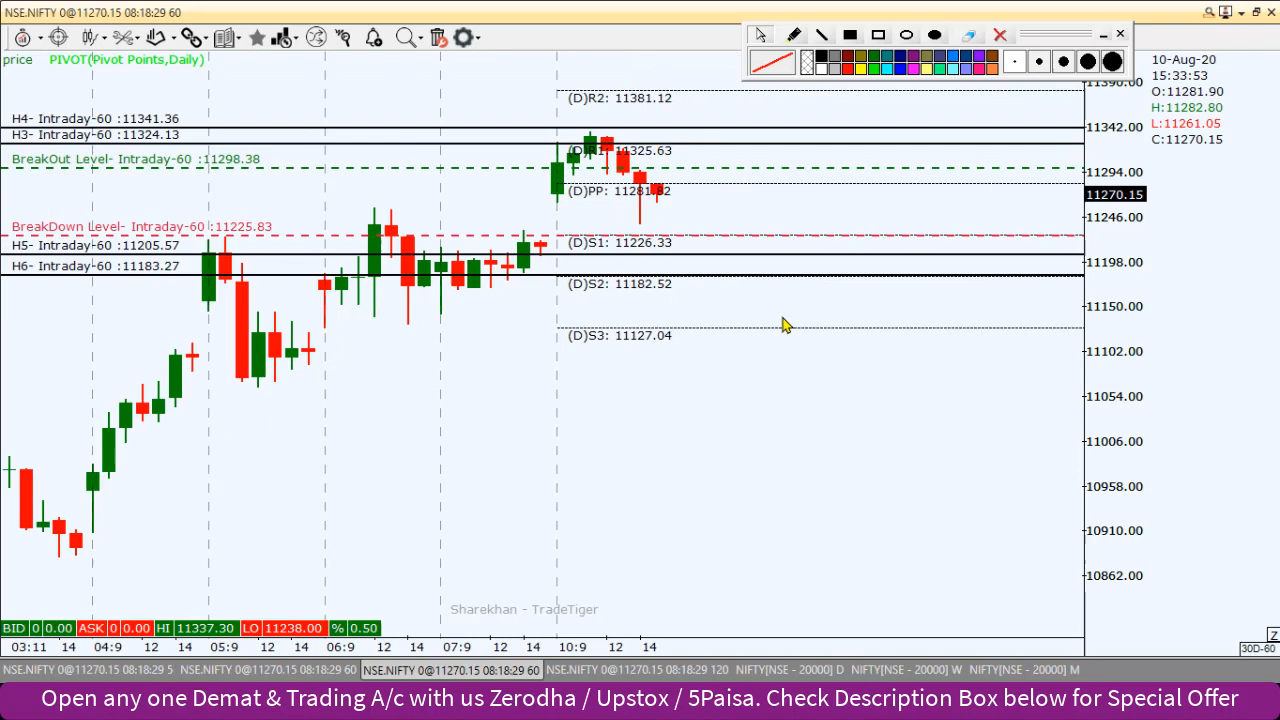 NSE.NIFTY 0@11270.15 08:18:29 60
price PIVOT(Pivot Points,Daily)
10-Aug-20
15:33:53
O:11281.90
H:11282.80
L:11261.05
C:11270.15
11390.00
(D)R2: 11381.12
H4- Intraday-60 :11341.36
11342.00
H3- Intraday-60 :11324.13
(D)R1: 11325.63
BreakOut Level- Intraday-60 :11298.38
11294.00
(D)PP: 11281.82
11270.15
11246.00
BreakDown Level- Intraday-60 :11225.83
H5- Intraday-60 :11205.57
(D)S1: 11226.33
11198.00
H6- Intraday-60 :11183.27
(D)S2: 11182.52
11150.00
(D)S3: 11127.04
11102.00
11054.00
11006.00
10958.00
10910.00
10862.00
Sharekhan - TradeTiger
BID 0 0.00 ASK 0 0.00 HI 11337.30 LO 11238.00 % 0.50
Z
03:11 14 04:9 12 14 05:9 12 14 06:9 12 14 07:9 12 14 10:9 12 14
30D-60
NSE.NIFTY 0@11270.15 08:18:29 5 NSE.NIFTY 0@11270.15 08:18:29 60 NSE.NIFTY 0@11270.15 08:18:29 60 NSE.NIFTY 0@11270.15 08:18:29 120 NIFTY[NSE - 20000] D NIFTY[NSE - 20000] W NIFTY[NSE - 20000] M
Open any one Demat & Trading A/c with us Zerodha / Upstox / 5Paisa. Check Description Box below for Special Offer